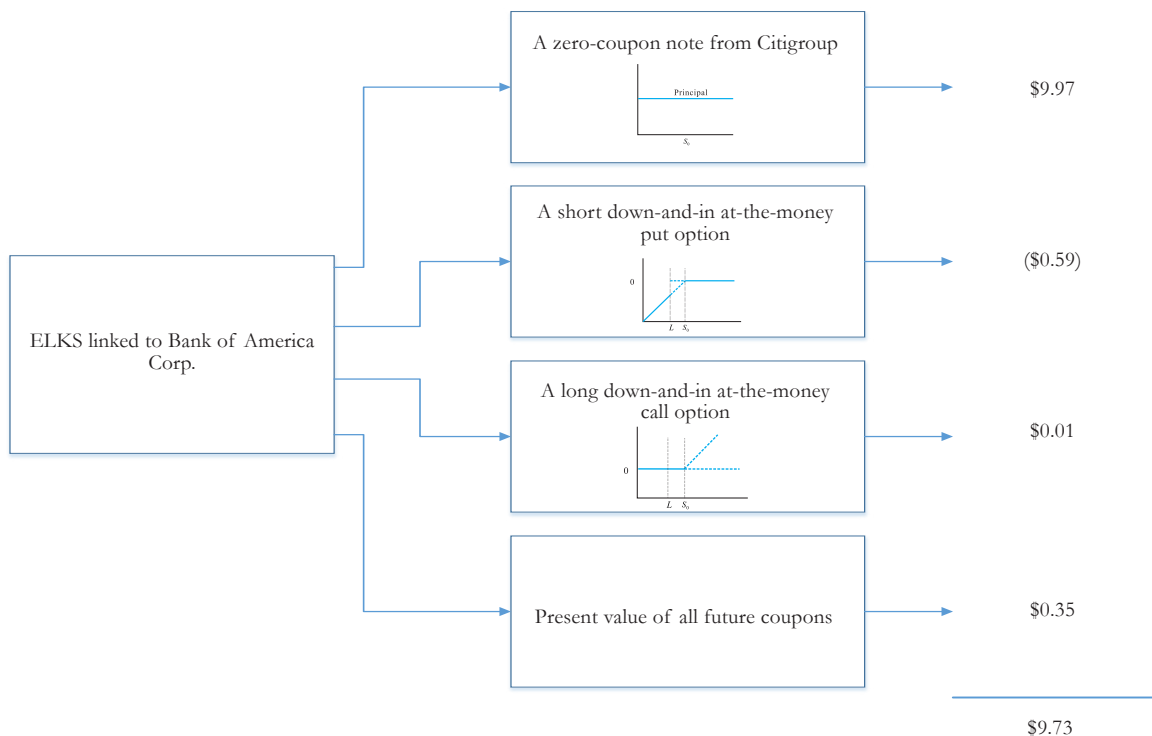 A zero-coupon note from Citigroup
Principal
S₀
$9.97
A short down-and-in at-the-money
put option
0
L S₀
($0.59)
ELKS linked to Bank of America
Corp.
A long down-and-in at-the-money
call option
0
L S₀
$0.01
Present value of all future coupons
$0.35
$9.73